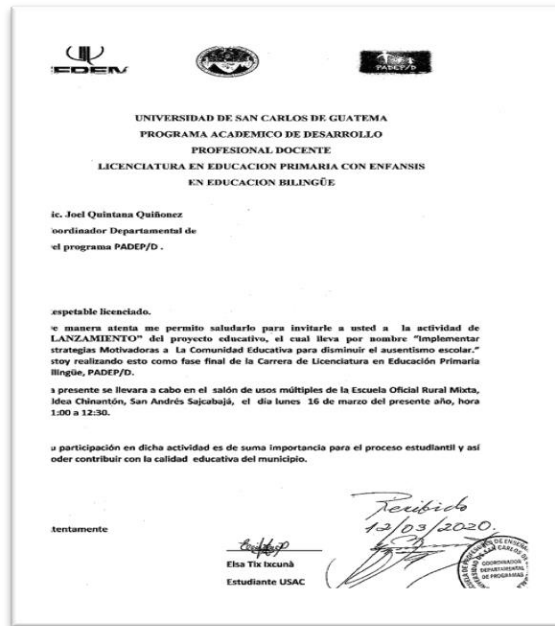 EDEM
PADEP/D
UNIVERSIDAD DE SAN CARLOS DE GUATEMA
PROGRAMA ACADEMICO DE DESARROLLO
PROFESIONAL DOCENTE
LICENCIATURA EN EDUCACION PRIMARIA CON ENFANSIS
EN EDUCACION BILINGÜE
ic. Joel Quintana Quiñonez
oordinador Departamental de
el programa PADEP/D .
espetable licenciado.
e manera atenta me permito saludarlo para invitarle a usted a la actividad de
LANZAMIENTO" del proyecto educativo, el cual lleva por nombre "Implementar
strategias Motivadoras a La Comunidad Educativa para disminuir el ausentismo escolar."
stoy realizando esto como fase final de la Carrera de Licenciatura en Educación Primaria
ilingüe, PADEP/D.
a presente se llevara a cabo en el salón de usos múltiples de la Escuela Oficial Rural Mixta,
ldea Chinantón, San Andrés Sajcabajá, el día lunes 16 de marzo del presente año, hora
1:00 a 12:30.
u participación en dicha actividad es de suma importancia para el proceso estudiantil y así
oder contribuir con la calidad educativa del municipio.
Recibido
12/03/2020.
tentamente
Elsa Tix Ixcunà
Estudiante USAC
COORDINADOR
DEPARTAMENTAL
DE PROGRAMAS